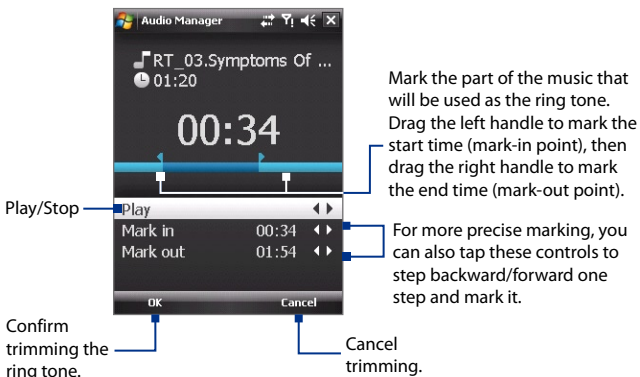 Audio Manager
RT_03.Symptoms Of ...
01:20
00:34
Mark the part of the music that
will be used as the ring tone.
Drag the left handle to mark the
start time (mark-in point), then
drag the right handle to mark
the end time (mark-out point).
Play/Stop
Play
Mark in 00:34
Mark out 01:54
For more precise marking, you
can also tap these controls to
step backward/forward one
step and mark it.
OK Cancel
Confirm
trimming the
ring tone.
Cancel
trimming.